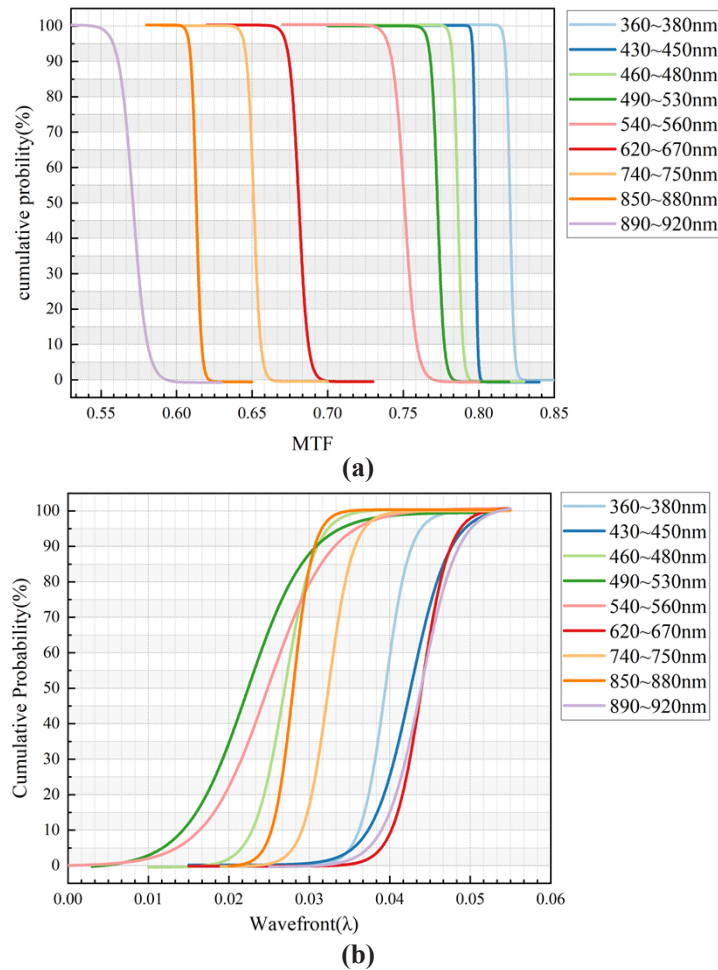 100
90
80
70
60
50
40
30
20
10
0
cumulative probility(%)
0.55 0.60 0.65 0.70 0.75 0.80 0.85
MTF
360~380nm
430~450nm
460~480nm
490~530nm
540~560nm
620~670nm
740~750nm
850~880nm
890~920nm
(a)
100
90
80
70
60
50
40
30
20
10
0
Cumulative Probability(%)
0.00 0.01 0.02 0.03 0.04 0.05 0.06
Wavefront(λ)
360~380nm
430~450nm
460~480nm
490~530nm
540~560nm
620~670nm
740~750nm
850~880nm
890~920nm
(b)